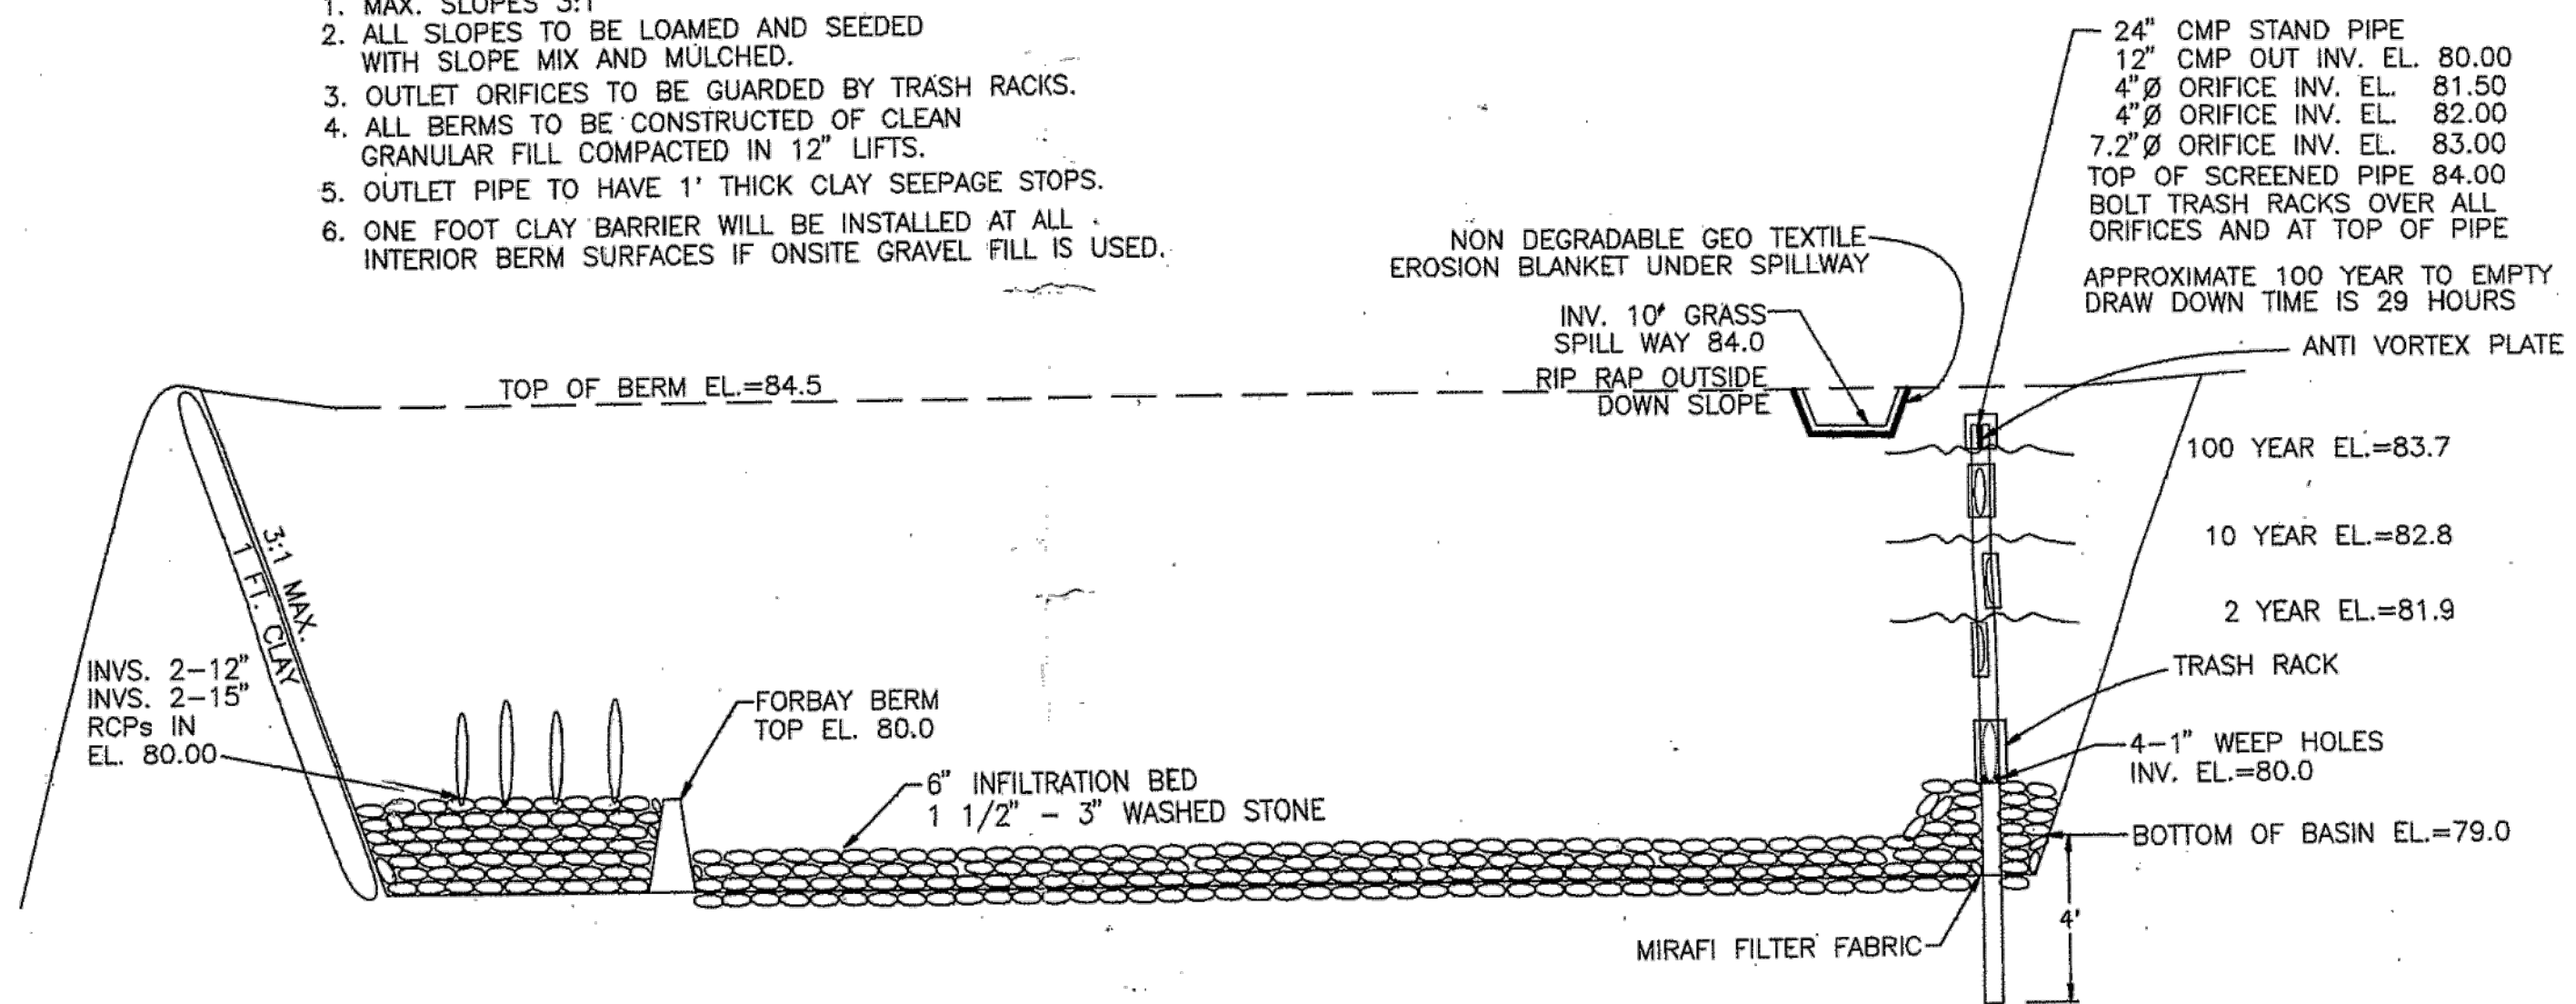 1. MAX. SLOPES 3:1
2. ALL SLOPES TO BE LOAMED AND SEEDED
WITH SLOPE MIX AND MULCHED.
3. OUTLET ORIFICES TO BE GUARDED BY TRASH RACKS.
4. ALL BERMS TO BE CONSTRUCTED OF CLEAN
GRANULAR FILL COMPACTED IN 12" LIFTS.
5. OUTLET PIPE TO HAVE 1' THICK CLAY SEEPAGE STOPS.
6. ONE FOOT CLAY BARRIER WILL BE INSTALLED AT ALL
INTERIOR BERM SURFACES IF ONSITE GRAVEL FILL IS USED.
24" CMP STAND PIPE
12" CMP OUT INV. EL. 80.00
4"Ø ORIFICE INV. EL. 81.50
4"Ø ORIFICE INV. EL. 82.00
7.2"Ø ORIFICE INV. EL. 83.00
TOP OF SCREENED PIPE 84.00
BOLT TRASH RACKS OVER ALL
ORIFICES AND AT TOP OF PIPE
APPROXIMATE 100 YEAR TO EMPTY
DRAW DOWN TIME IS 29 HOURS
NON DEGRADABLE GEO TEXTILE
EROSION BLANKET UNDER SPILLWAY
INV. 10' GRASS
SPILL WAY 84.0
RIP RAP OUTSIDE
DOWN SLOPE
ANTI VORTEX PLATE
TOP OF BERM EL.=84.5
100 YEAR EL.=83.7
10 YEAR EL.=82.8
2 YEAR EL.=81.9
3:1 MAX.
1 FT. CLAY
INVS. 2-12"
INVS. 2-15"
RCPs IN
EL. 80.00
FORBAY BERM
TOP EL. 80.0
6" INFILTRATION BED
1 1/2" - 3" WASHED STONE
TRASH RACK
4-1" WEEP HOLES
INV. EL.=80.0
BOTTOM OF BASIN EL.=79.0
4'
MIRAFI FILTER FABRIC